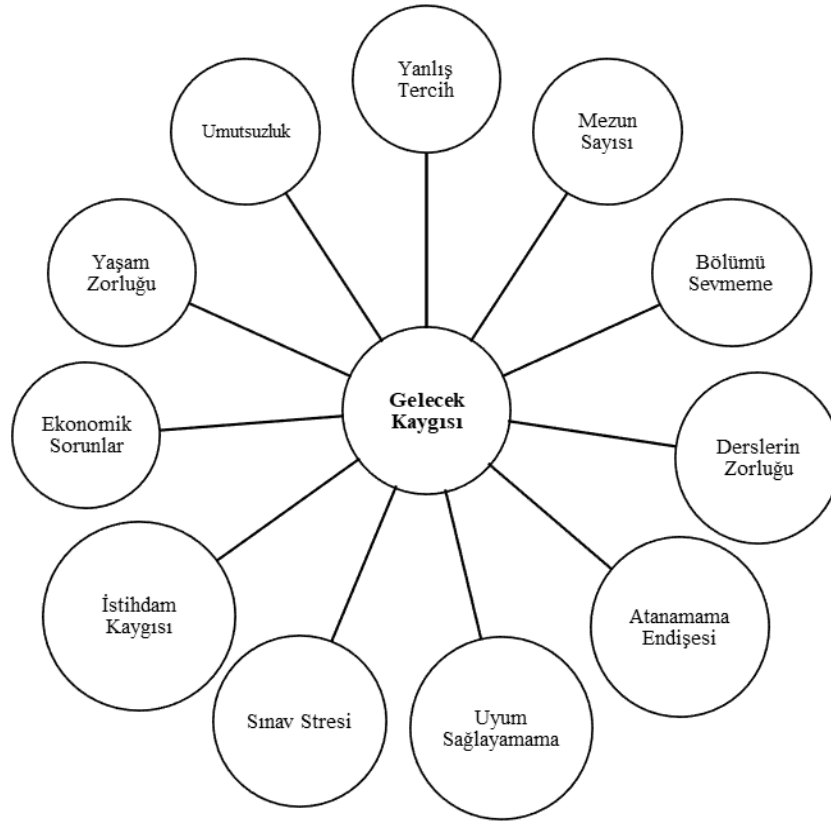 Yanlış
Tercih
Mezun
Sayısı
Bölümü
Sevmeme
Derslerin
Zorluğu
Atanamama
Endişesi
Uyum
Sağlayamama
Sınav Stresi
İstihdam
Kaygısı
Ekonomik
Sorunlar
Yaşam
Zorluğu
Umutsuzluk
Gelecek
Kaygısı